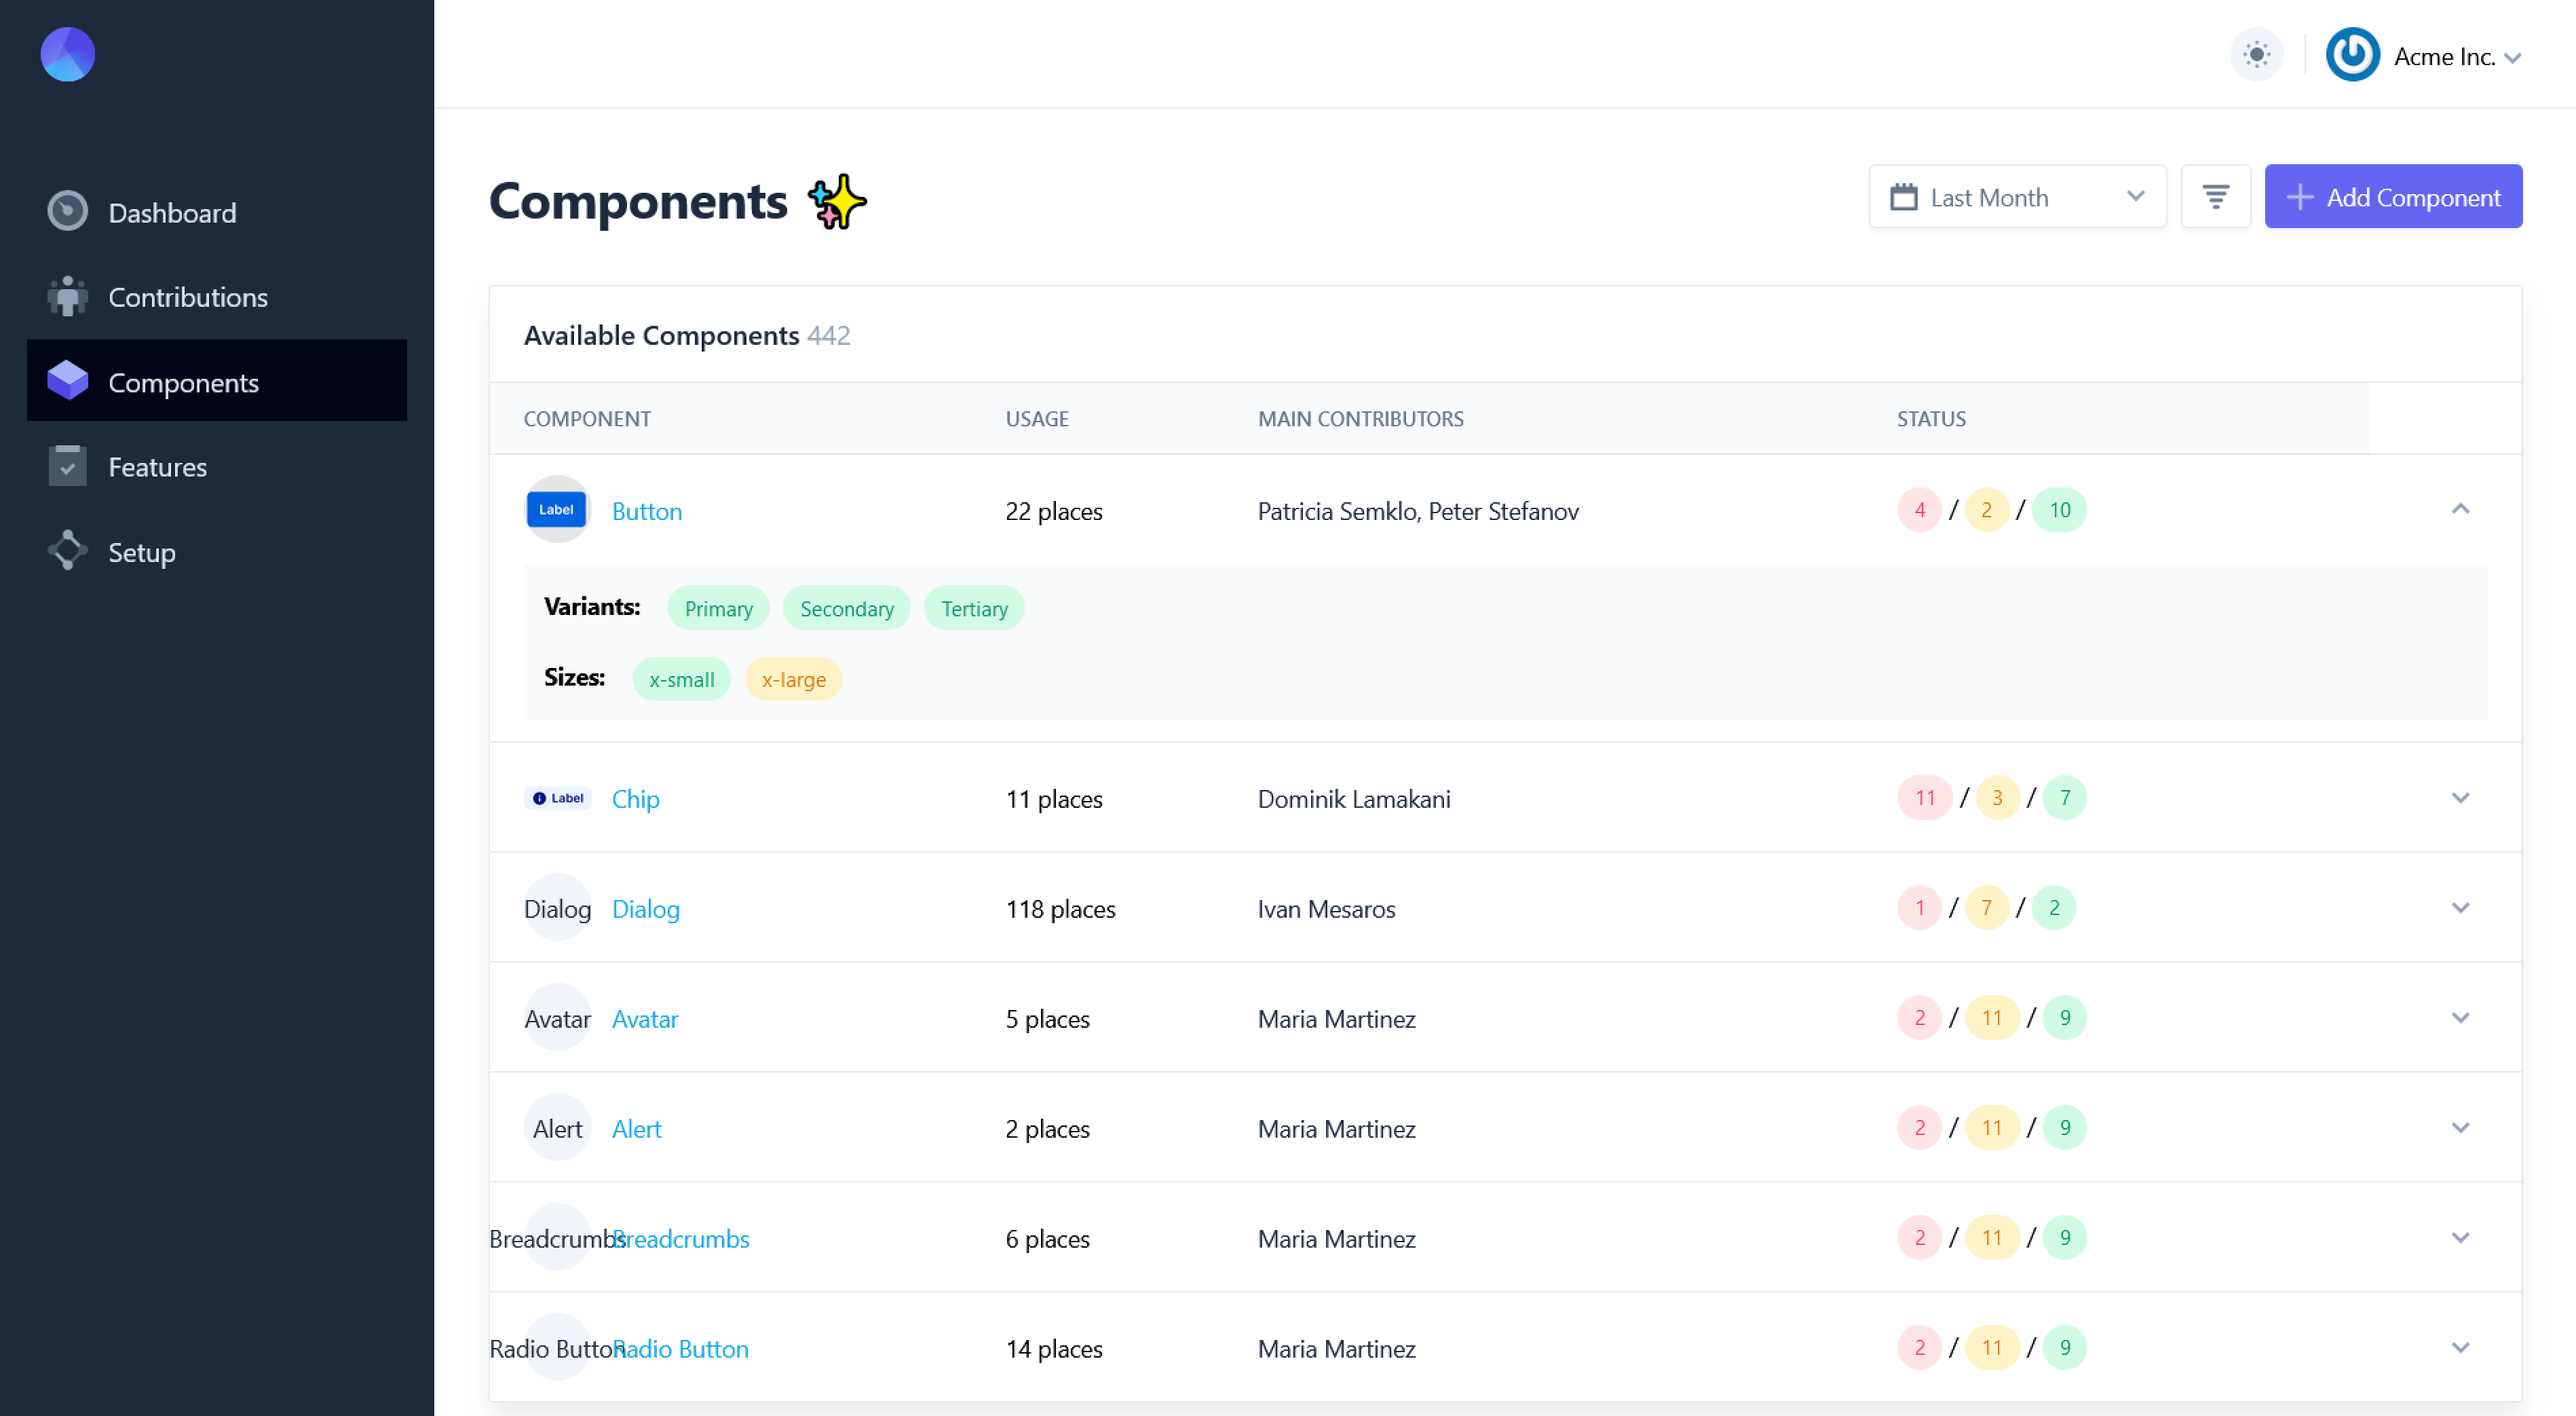 Acme Inc.
Dashboard
Contributions
Components
Features
Setup
Components
Last Month
Add Component
Available Components 442
COMPONENT USAGE MAIN CONTRIBUTORS STATUS
Label Button 22 places Patricia Semklo, Peter Stefanov 4 / 2 / 10
Variants: Primary Secondary Tertiary
Sizes: x-small x-large
Label Chip 11 places Dominik Lamakani 11 / 3 / 7
Dialog Dialog 118 places Ivan Mesaros 1 / 7 / 2
Avatar Avatar 5 places Maria Martinez 2 / 11 / 9
Alert Alert 2 places Maria Martinez 2 / 11 / 9
Breadcrumbs Breadcrumbs 6 places Maria Martinez 2 / 11 / 9
Radio Button Radio Button 14 places Maria Martinez 2 / 11 / 9